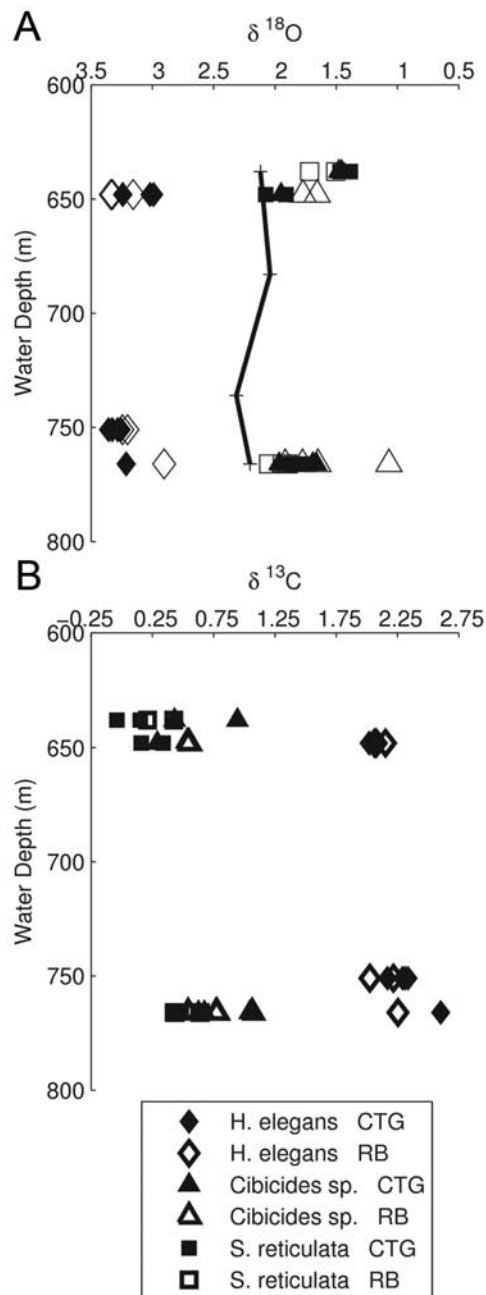 A
δ 18O
3.5 3 2.5 2 1.5 1 0.5
600
650
700
750
800
Water Depth (m)
B
δ 13C
−0.25 0.25 0.75 1.25 1.75 2.25 2.75
600
650
700
750
800
Water Depth (m)
H. elegans CTG
H. elegans RB
Cibicides sp. CTG
Cibicides sp. RB
S. reticulata CTG
S. reticulata RB